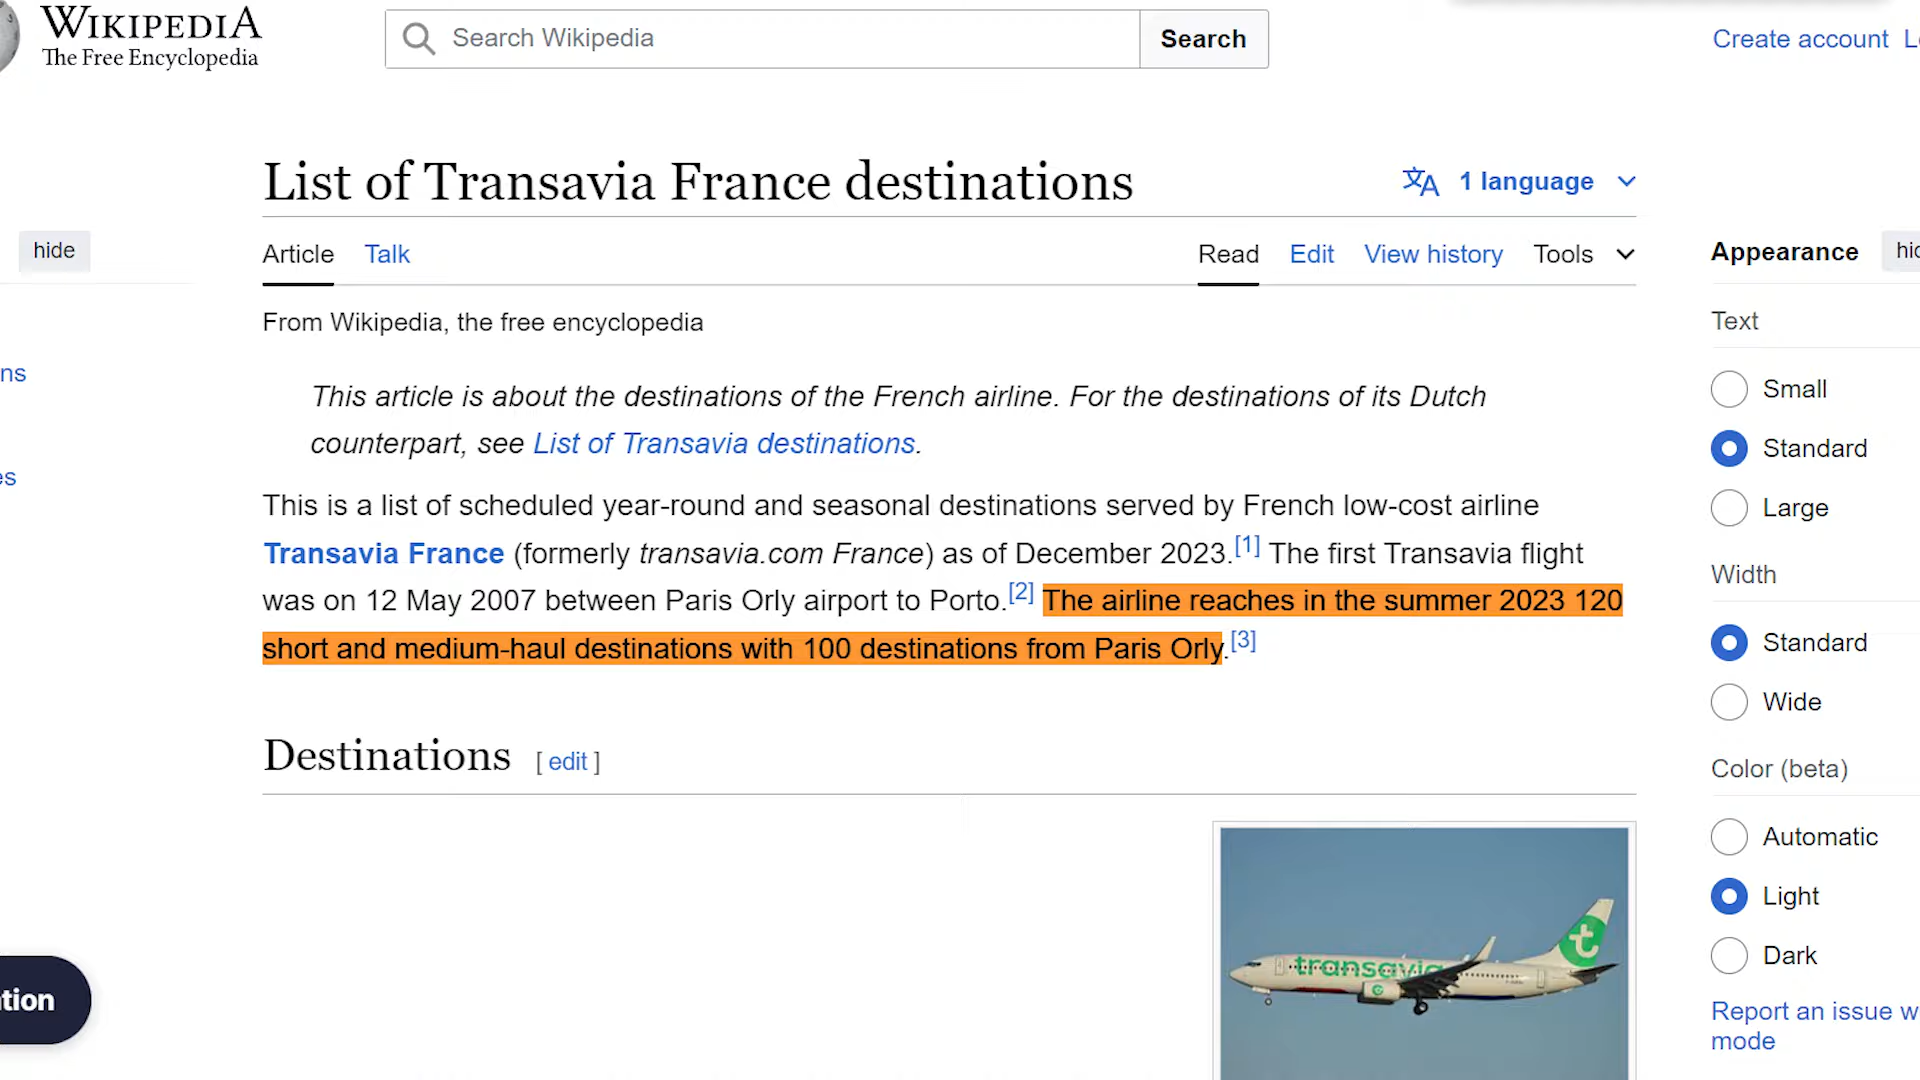 WIKIPEDIA
The Free Encyclopedia
Search Wikipedia
Search
Create account
List of Transavia France destinations
1 language
hide
Article
Talk
Read
Edit
View history
Tools
Appearance
From Wikipedia, the free encyclopedia
Text
This article is about the destinations of the French airline. For the destinations of its Dutch
counterpart, see List of Transavia destinations.
Small
Standard
Large
This is a list of scheduled year-round and seasonal destinations served by French low-cost airline
Transavia France (formerly transavia.com France) as of December 2023.[1] The first Transavia flight
was on 12 May 2007 between Paris Orly airport to Porto.[2] The airline reaches in the summer 2023 120
short and medium-haul destinations with 100 destinations from Paris Orly.[3]
Width
Standard
Wide
Destinations [ edit ]
Color (beta)
Automatic
Light
Dark
transavia
Report an issue w
mode